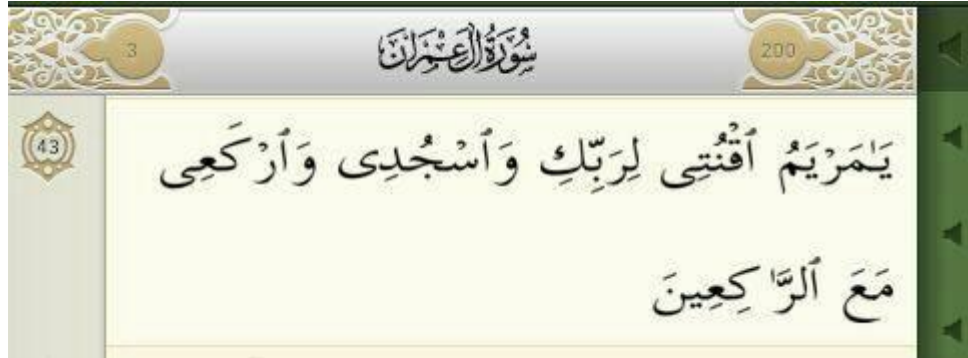 3 سُورَةُ آلِ عِمْرَانَ 200
43
يَـٰمَرْيَمُ ٱقْنُتِى لِرَبِّكِ وَٱسْجُدِى وَٱرْكَعِى
مَعَ ٱلرَّٰكِعِينَ